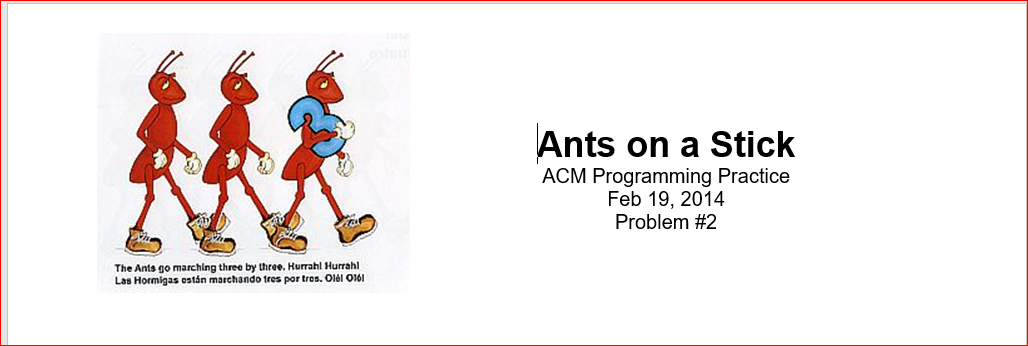 The Ants go marching three by three. Hurrah! Hurrah!
Las Hormigas están marchando tres por tres. Olé! Olé!
3
Ants on a Stick
ACM Programming Practice
Feb 19, 2014
Problem #2